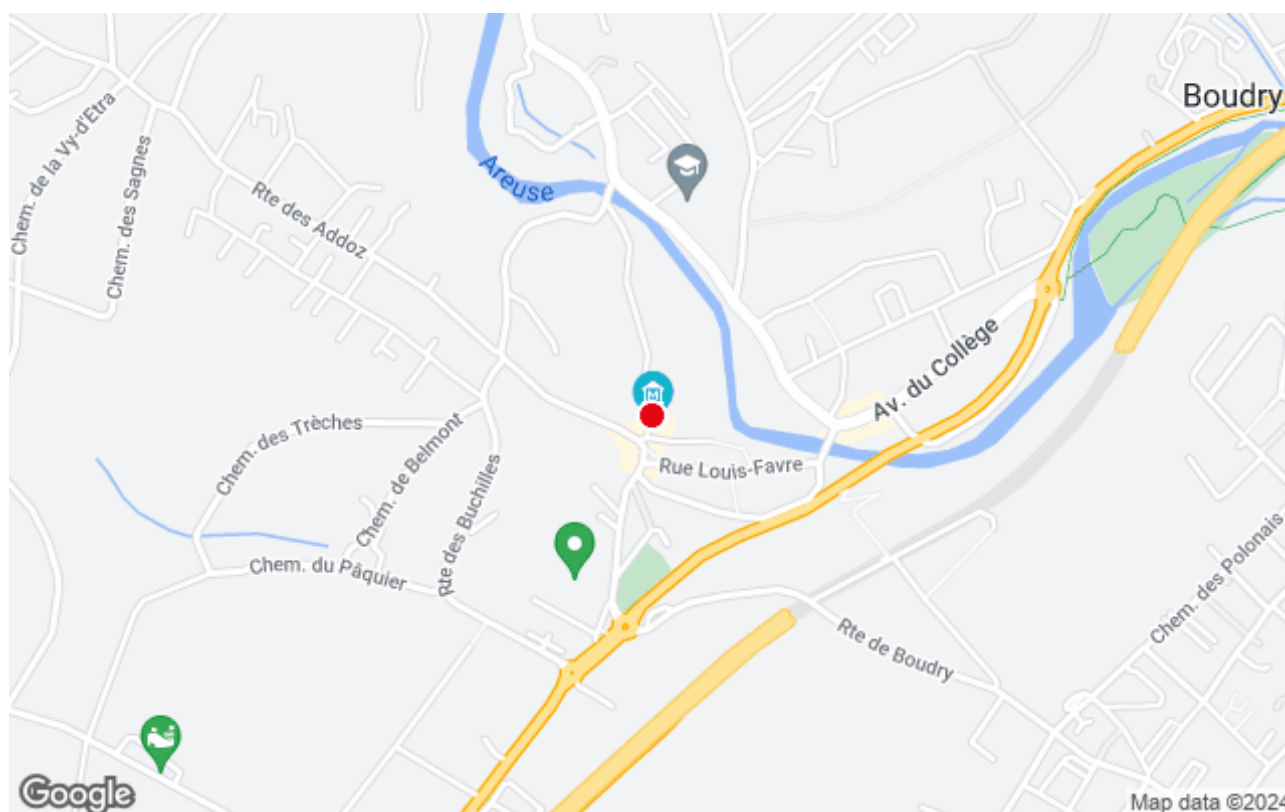 Boudry
Chem. de la Vy-d'Etra
Chem. des Sagnes
Areuse
Rte des Addoz
M
Av. du Collège
Chem. des Trèches
Chem. de Belmont
Rte des Buchilles
Rue Louis-Favre
Chem. du Pâquier
Chem. des Polonais
Rte de Boudry
Google
Map data ©2024